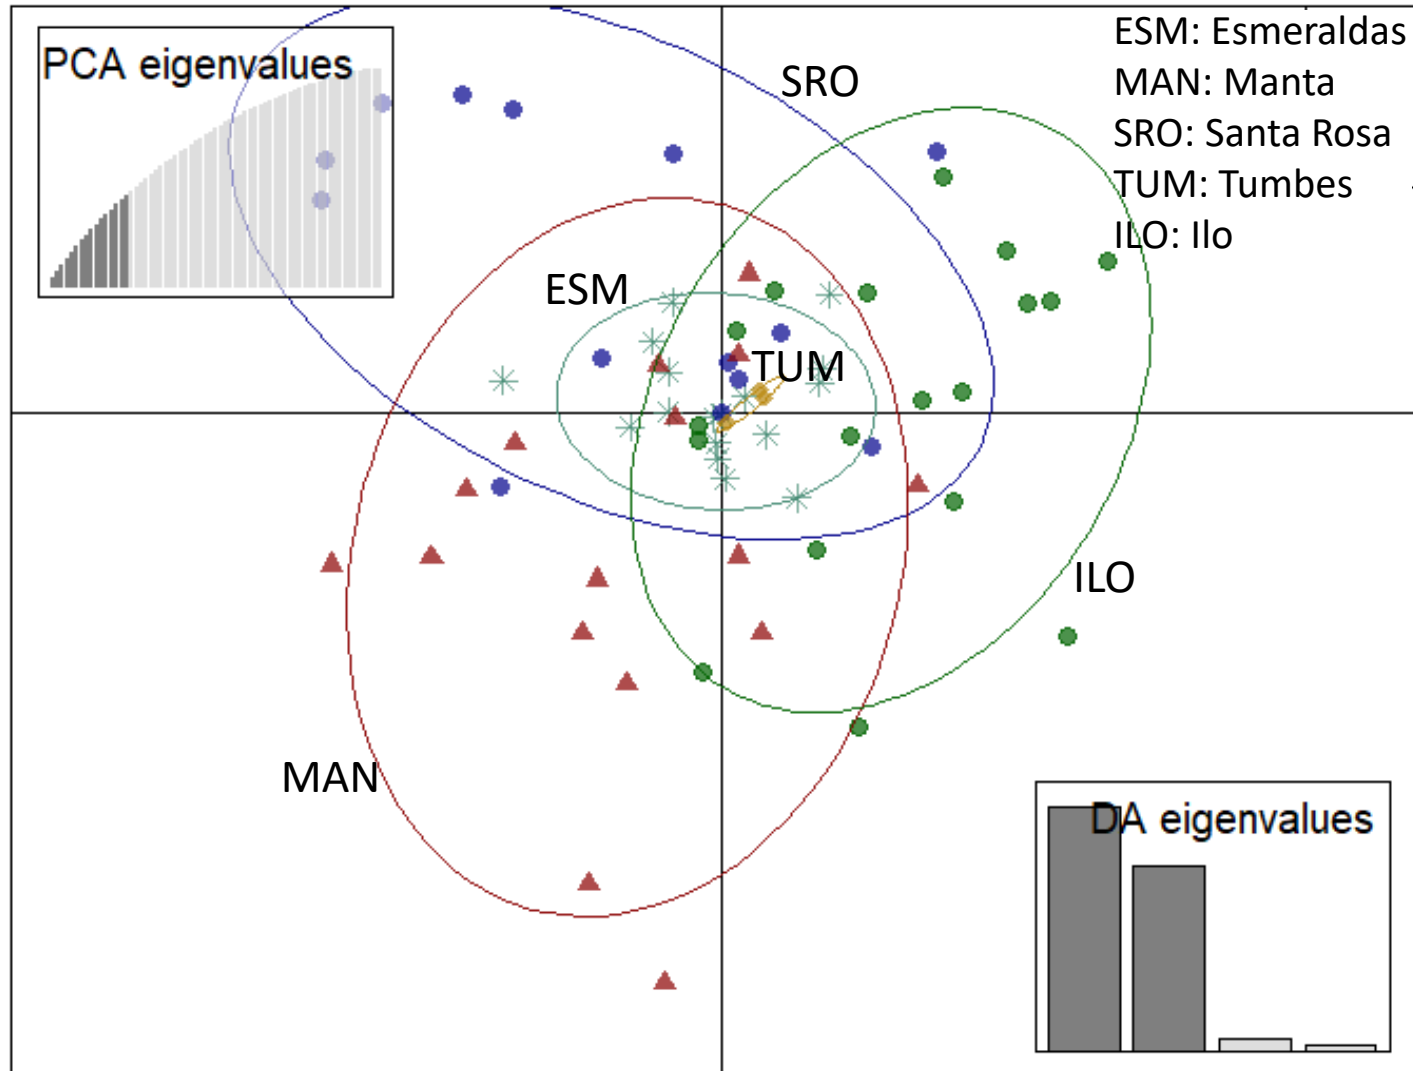 PCA eigenvalues
ESM: Esmeraldas
MAN: Manta
SRO: Santa Rosa
TUM: Tumbes
ILO: Ilo
SRO
ESM
TUM
ILO
MAN
DA eigenvalues